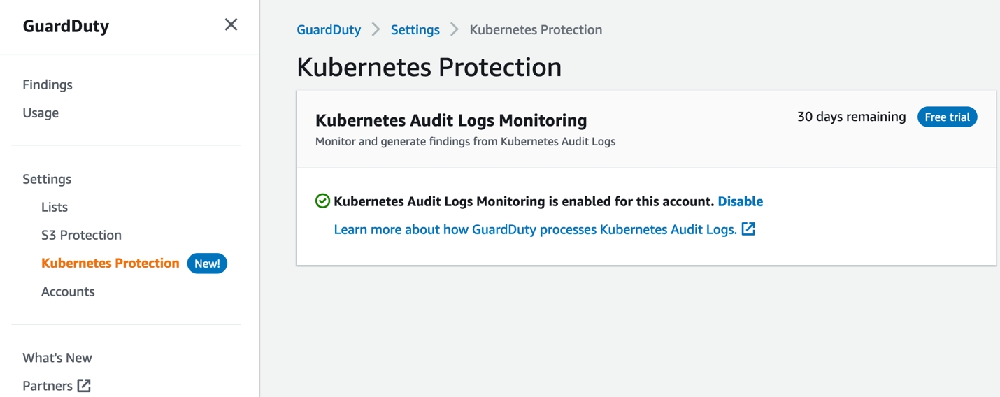 GuardDuty
Findings
Usage
Settings
Lists
S3 Protection
Kubernetes Protection New!
Accounts
What's New
Partners
GuardDuty Settings Kubernetes Protection
Kubernetes Protection
Kubernetes Audit Logs Monitoring
Monitor and generate findings from Kubernetes Audit Logs
30 days remaining Free trial
Kubernetes Audit Logs Monitoring is enabled for this account. Disable
Learn more about how GuardDuty processes Kubernetes Audit Logs.